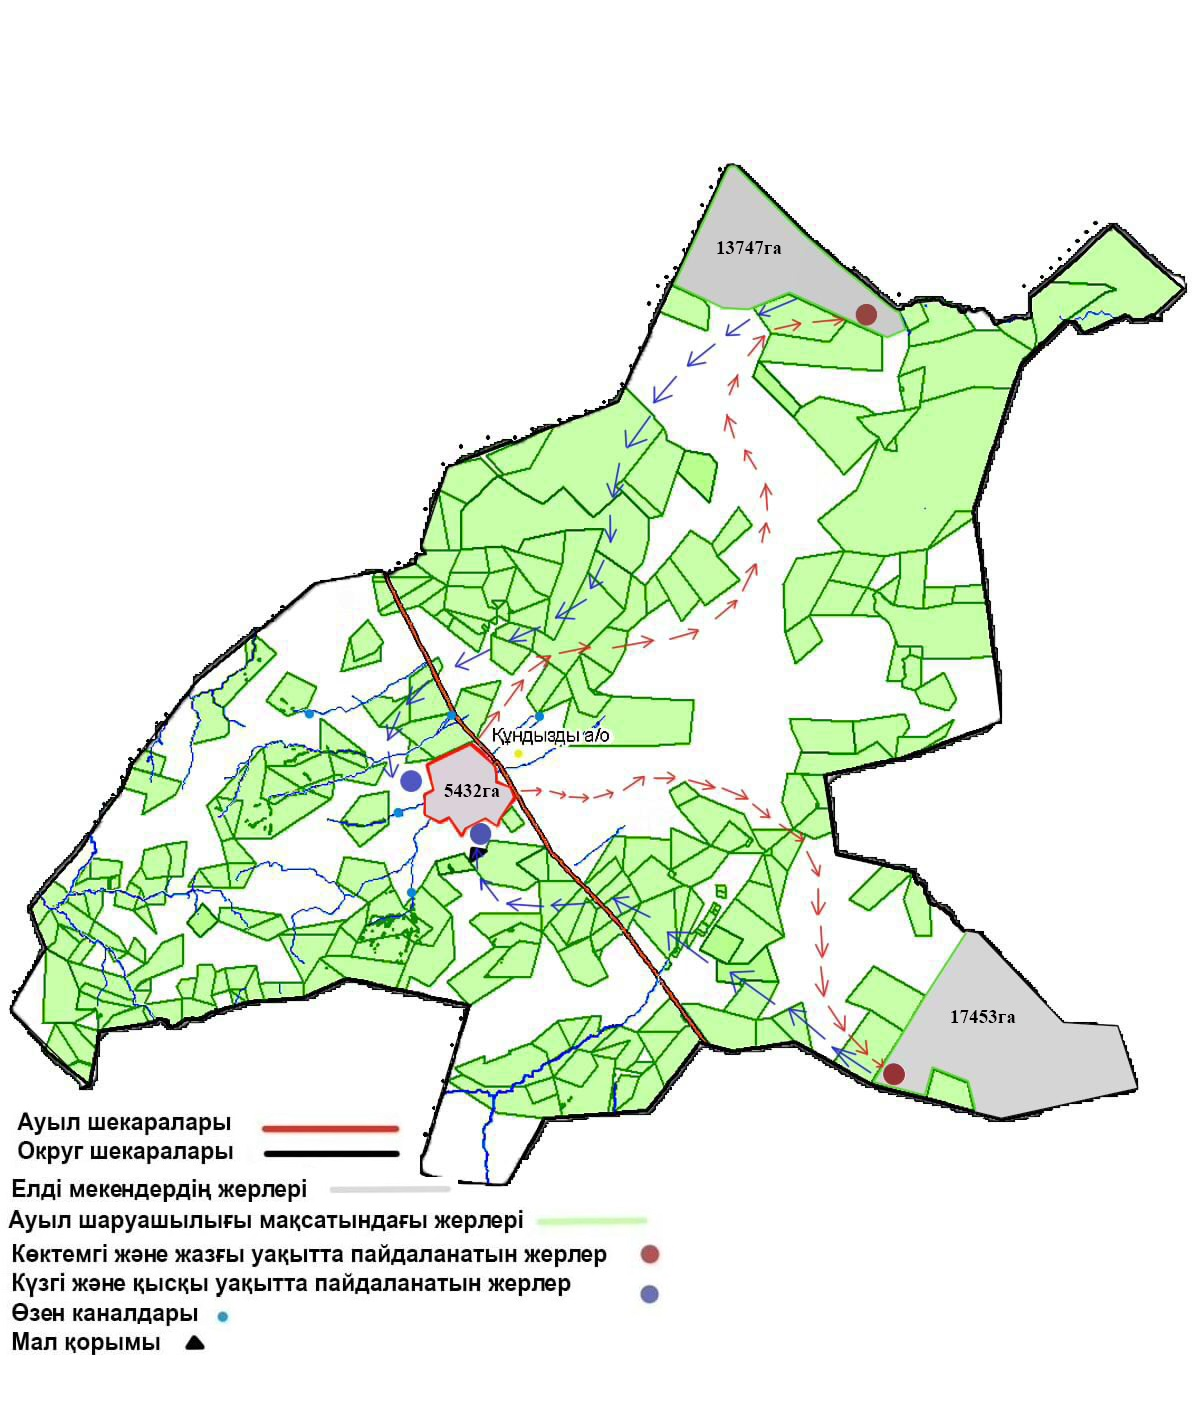 13747га
Құндызды а/о
5432га
17453га
Ауыл шекаралары
Округ шекаралары
Елді мекендердің жерлері
Ауыл шаруашылығы мақсатындағы жерлері
Көктемгі және жазғы уақытта пайдаланатын жерлер
Күзгі және қысқы уақытта пайдаланатын жерлер
Өзен каналдары
Мал қорымы